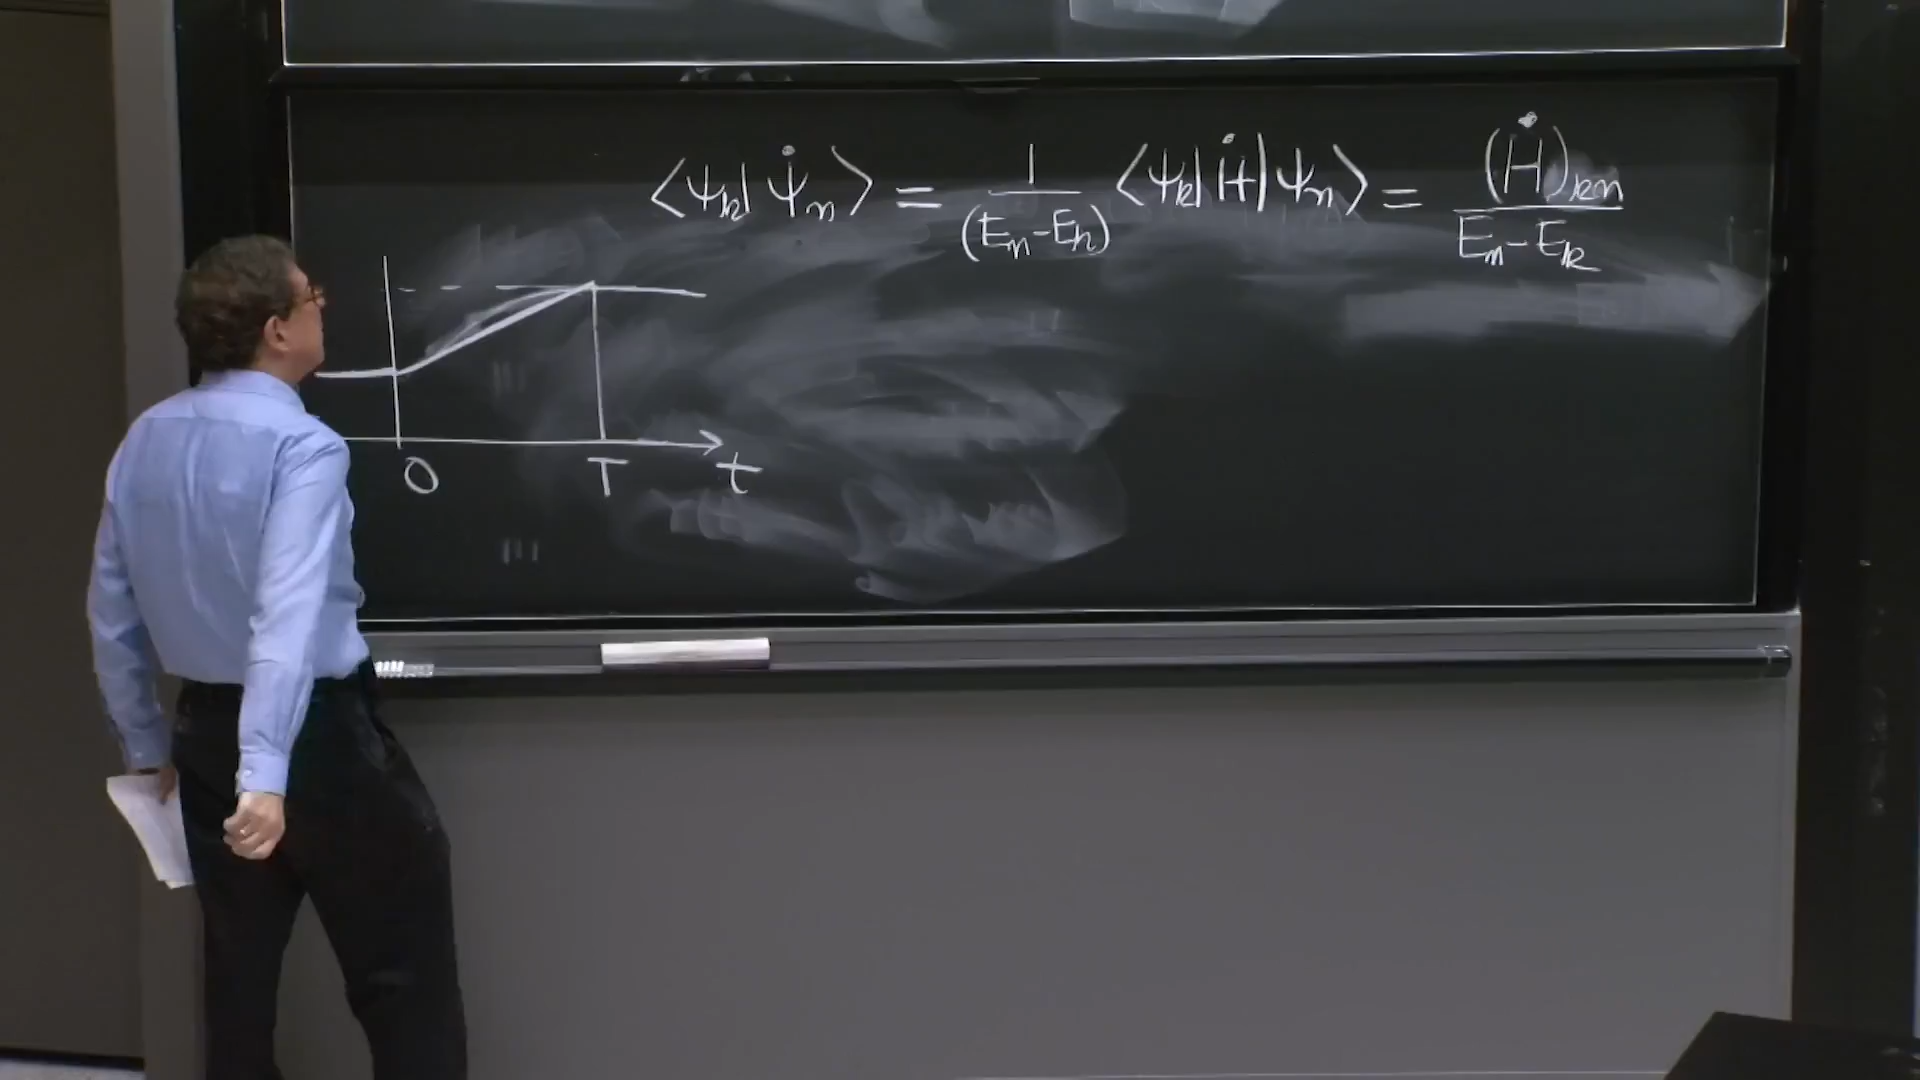 ⟨ψₖ|ψ̇ₙ⟩ = 1/(Eₙ−Eₖ) ⟨ψₖ|Ḣ|ψₙ⟩ = (Ḣ)ₖₙ/(Eₙ−Eₖ)
0 T t